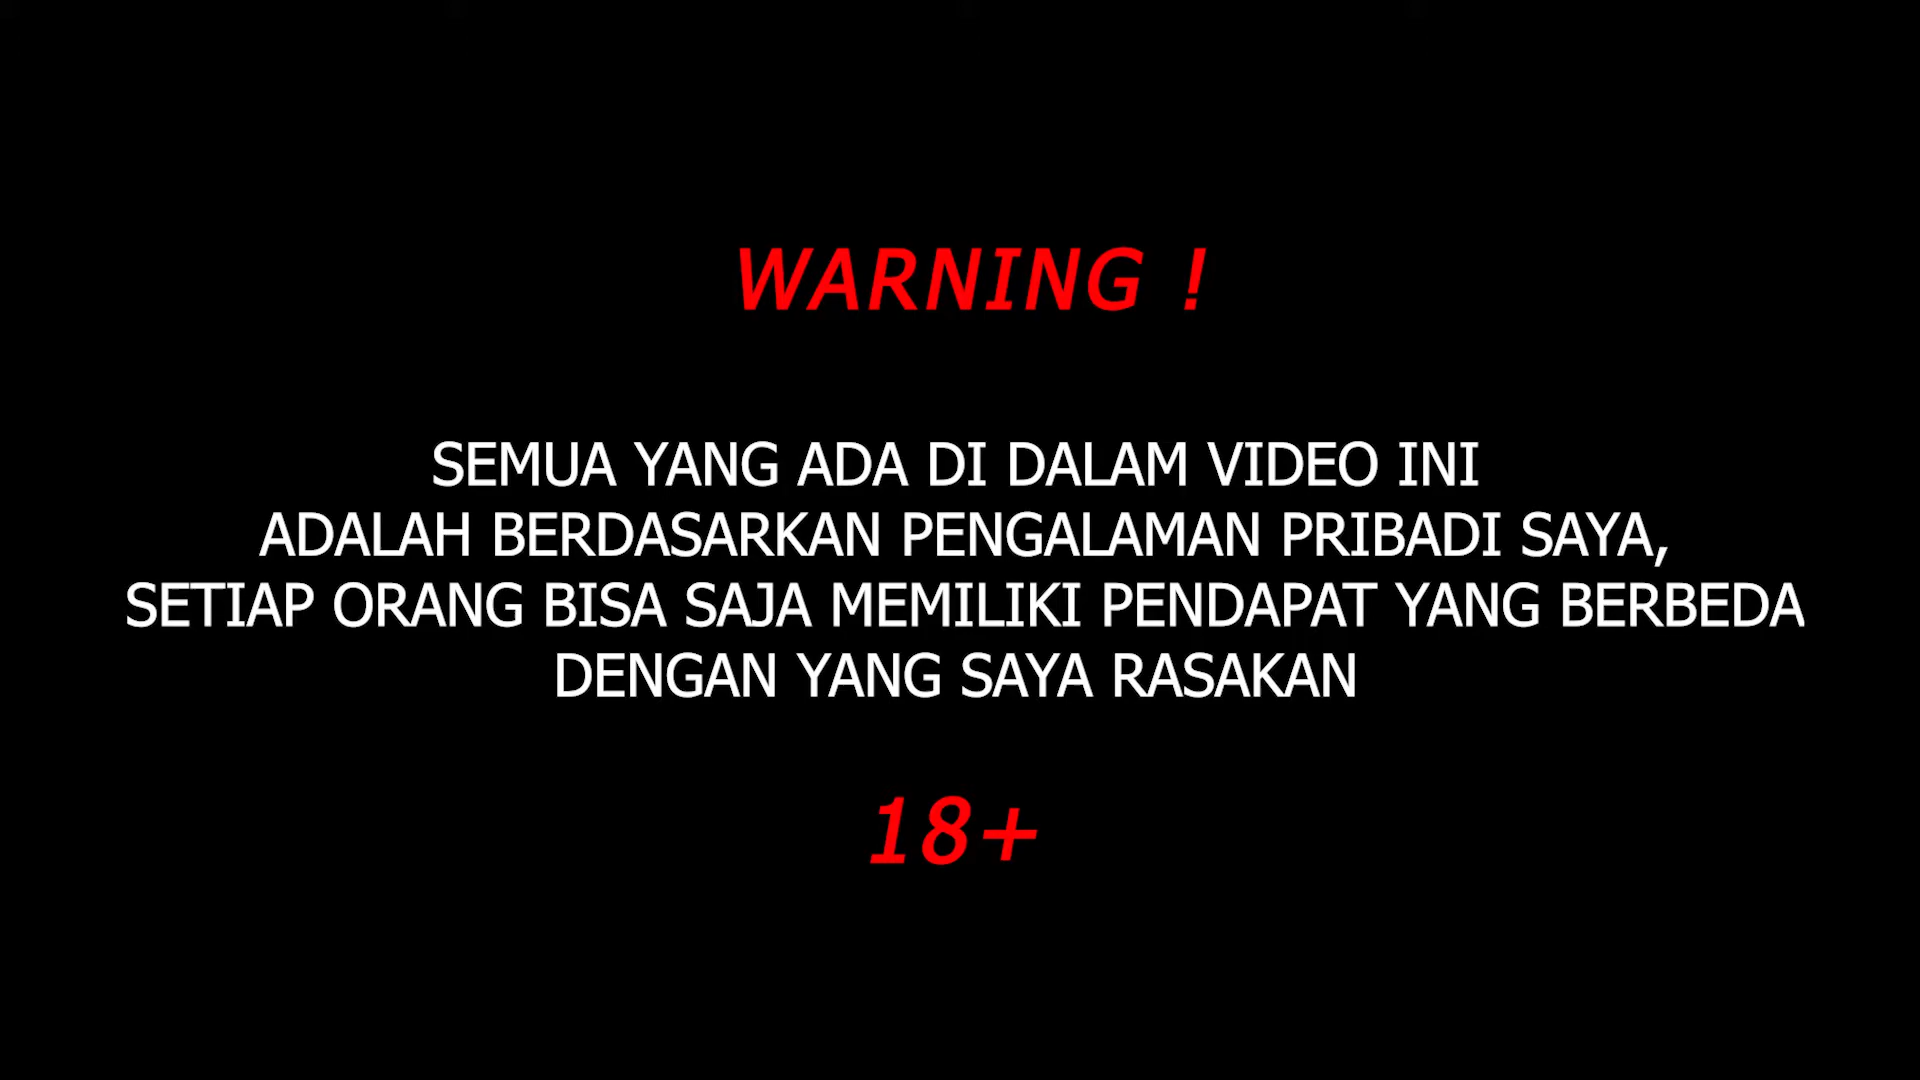 WARNING !
SEMUA YANG ADA DI DALAM VIDEO INI
ADALAH BERDASARKAN PENGALAMAN PRIBADI SAYA,
SETIAP ORANG BISA SAJA MEMILIKI PENDAPAT YANG BERBEDA
DENGAN YANG SAYA RASAKAN
18+